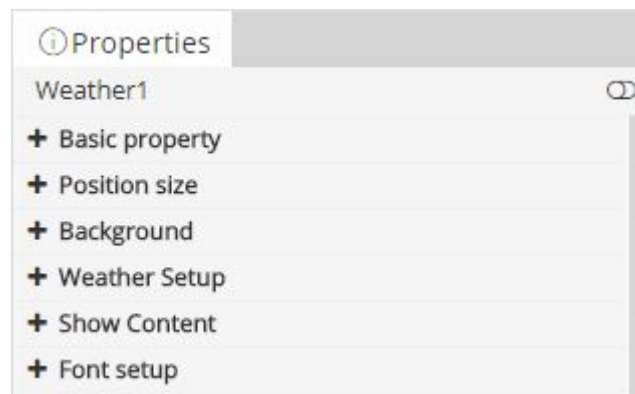 Properties
Weather1
+ Basic property
+ Position size
+ Background
+ Weather Setup
+ Show Content
+ Font setup